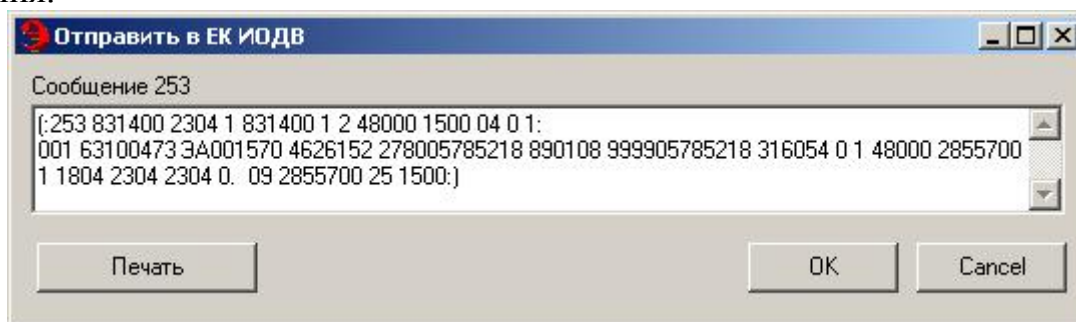 ния.
Отправить в ЕК ИОДВ
Сообщение 253
(:253 831400 2304 1 831400 1 2 48000 1500 04 0 1:
001 63100473 ЭА001570 4626152 278005785218 890108 999905785218 316054 0 1 48000 2855700
1 1804 2304 2304 0.  09 2855700 25 1500:)
Печать OK Cancel